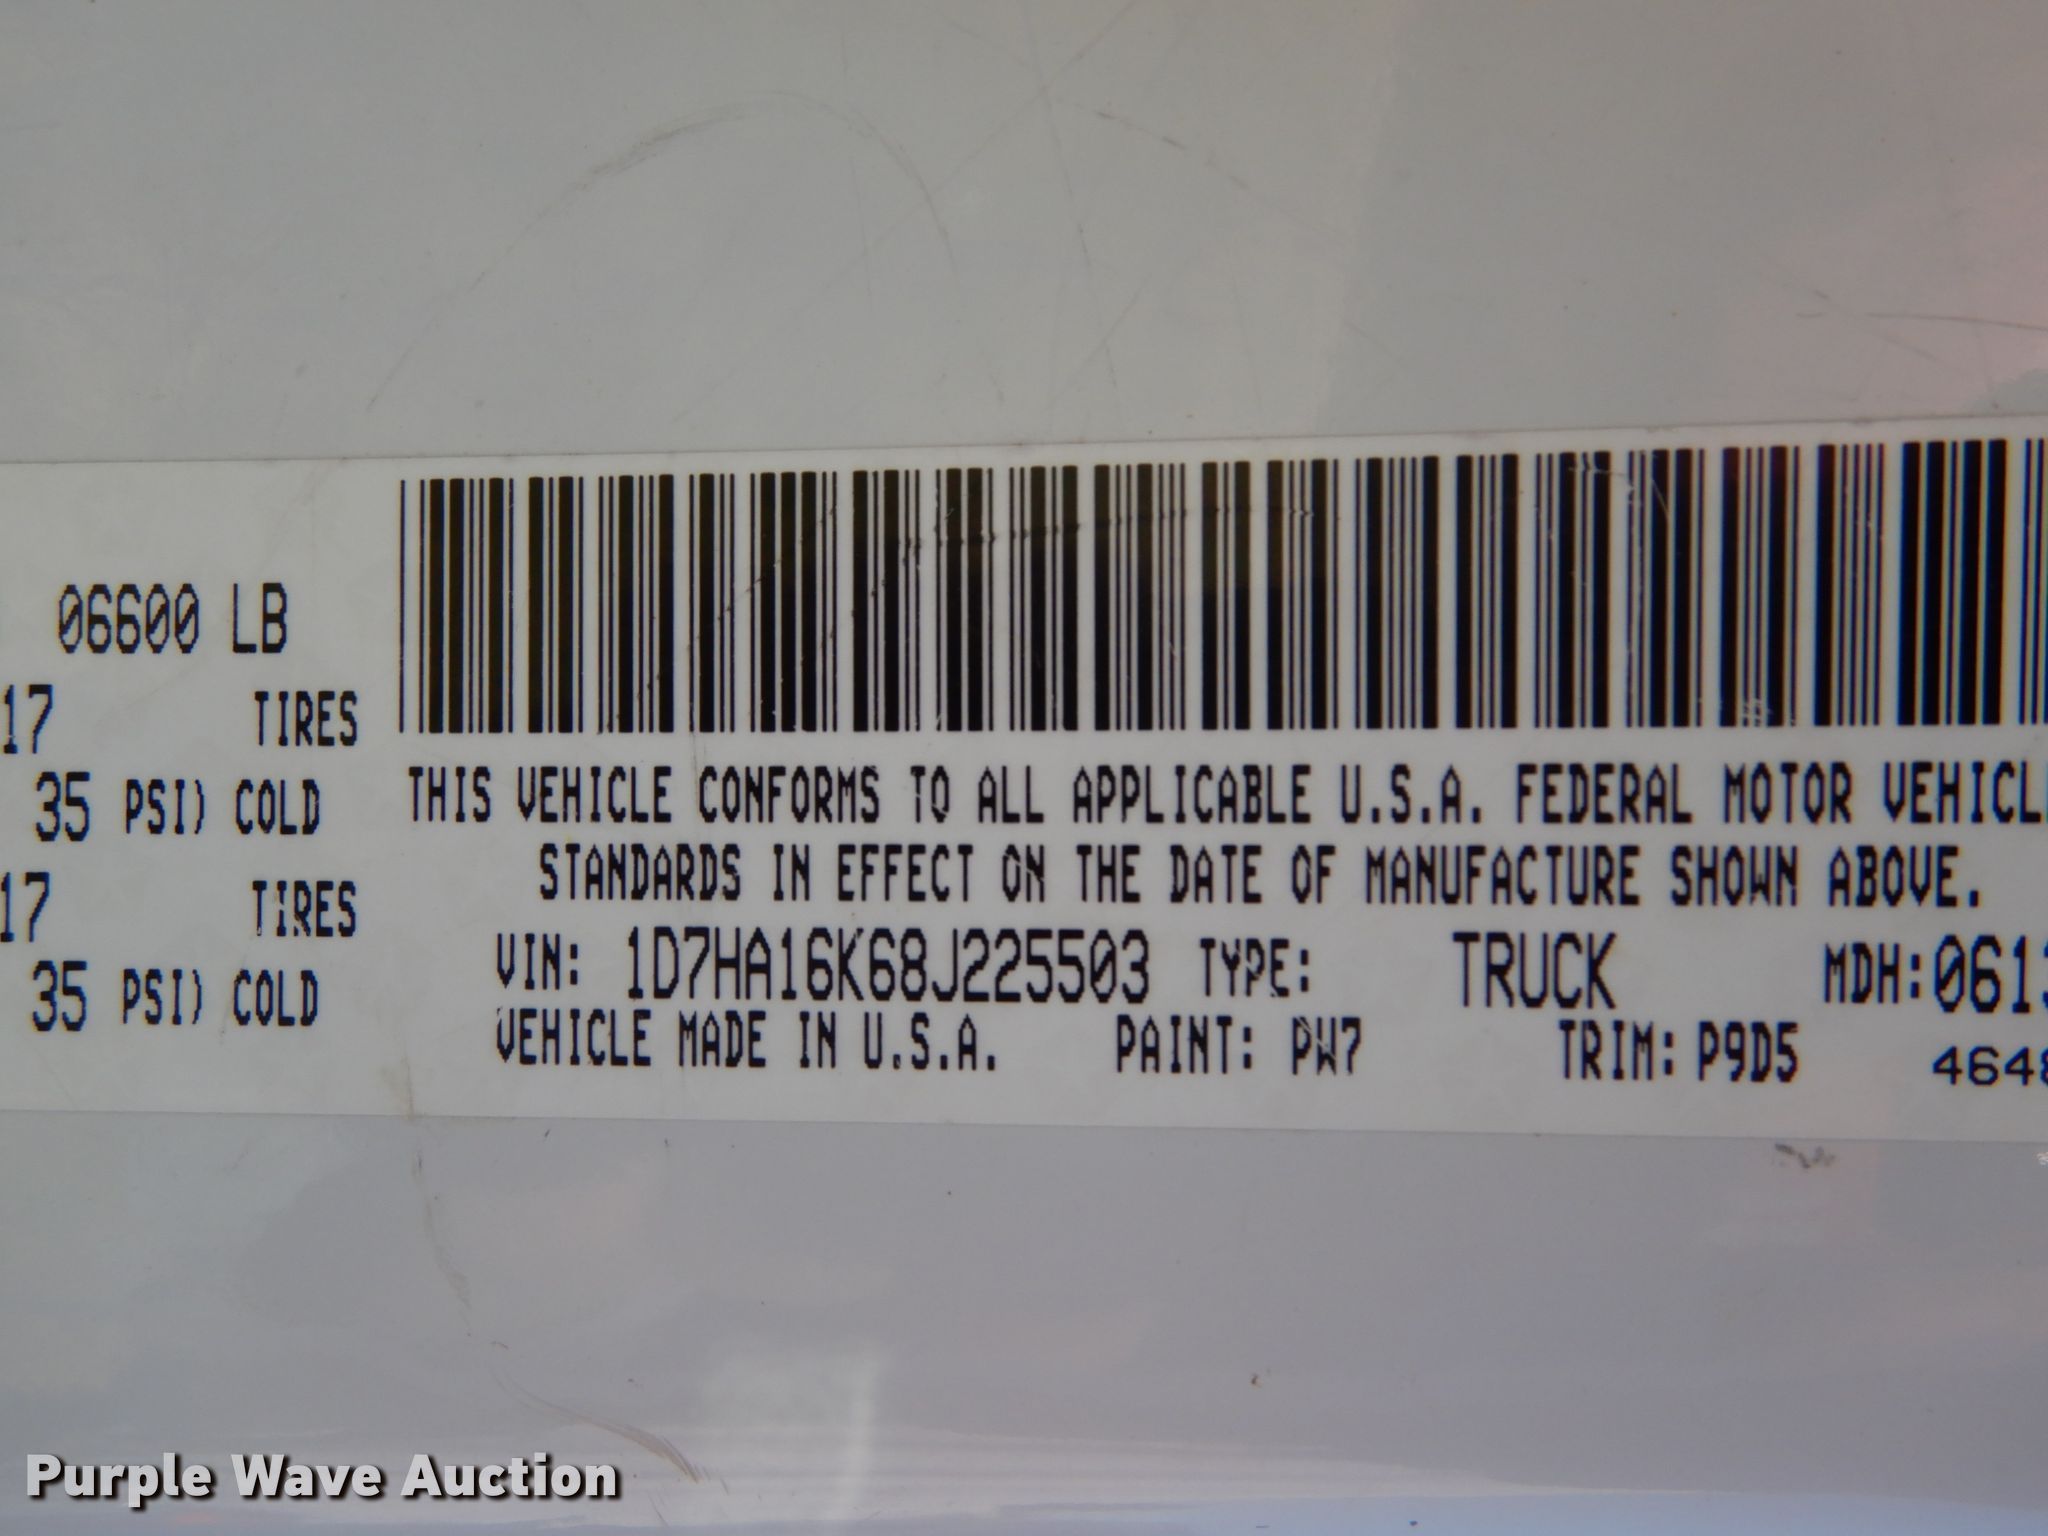 06600 LB
17 TIRES
35 PSI) COLD
17 TIRES
35 PSI) COLD
THIS VEHICLE CONFORMS TO ALL APPLICABLE U.S.A. FEDERAL MOTOR VEHICL
STANDARDS IN EFFECT ON THE DATE OF MANUFACTURE SHOWN ABOVE.
VIN: 1D7HA16K68J225503 TYPE: TRUCK MDH:061
VEHICLE MADE IN U.S.A. PAINT: PW7 TRIM: P9D5
464
Purple Wave Auction